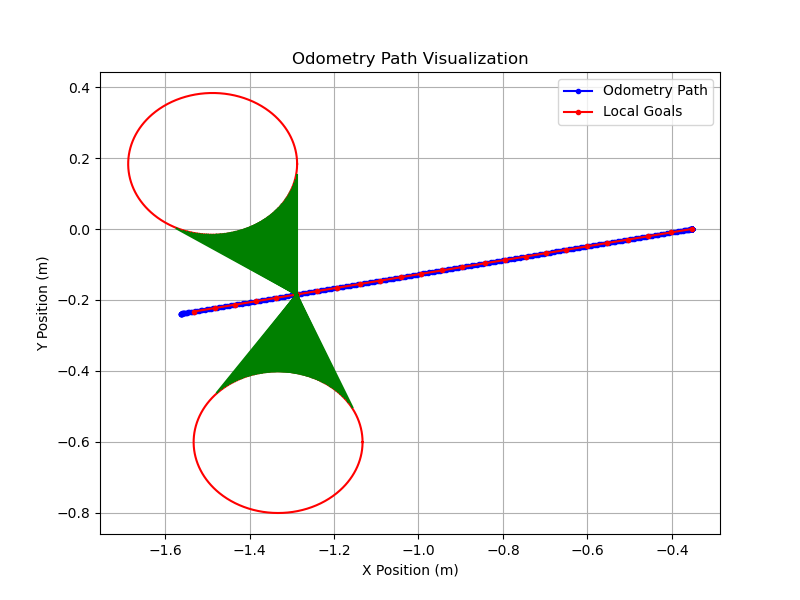 Odometry Path Visualization
Odometry Path
Local Goals
0.4
0.2
0.0
−0.2
−0.4
−0.6
−0.8
Y Position (m)
−1.6 −1.4 −1.2 −1.0 −0.8 −0.6 −0.4
X Position (m)